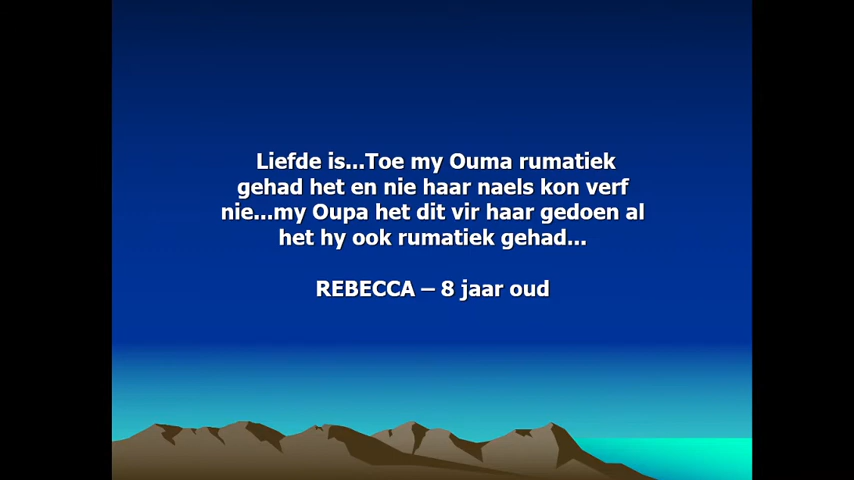 Liefde is...Toe my Ouma rumatiek
gehad het en nie haar naels kon verf
nie...my Oupa het dit vir haar gedoen al
het hy ook rumatiek gehad...
REBECCA – 8 jaar oud